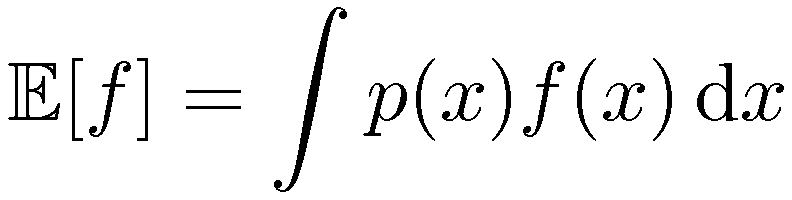 𝔼[f] = ∫ p(x)f(x) dx